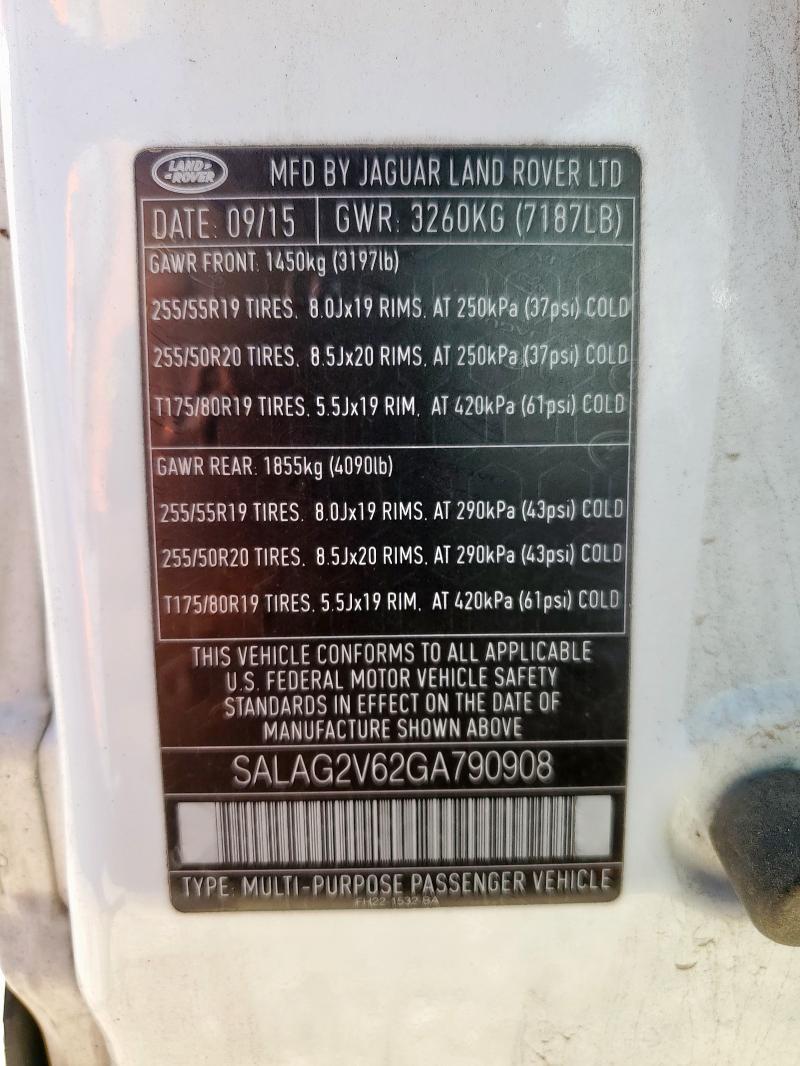 LAND ROVER MFD BY JAGUAR LAND ROVER LTD
DATE: 09/15 GWR: 3260KG (7187LB)
GAWR FRONT: 1450kg (3197lb)
255/55R19 TIRES, 8.0Jx19 RIMS, AT 250kPa (37psi) COLD
255/50R20 TIRES, 8.5Jx20 RIMS, AT 250kPa (37psi) COLD
T175/80R19 TIRES, 5.5Jx19 RIM, AT 420kPa (61psi) COLD
GAWR REAR: 1855kg (4090lb)
255/55R19 TIRES, 8.0Jx19 RIMS, AT 290kPa (43psi) COLD
255/50R20 TIRES, 8.5Jx20 RIMS, AT 290kPa (43psi) COLD
T175/80R19 TIRES, 5.5Jx19 RIM, AT 420kPa (61psi) COLD
THIS VEHICLE CONFORMS TO ALL APPLICABLE
U.S. FEDERAL MOTOR VEHICLE SAFETY
STANDARDS IN EFFECT ON THE DATE OF
MANUFACTURE SHOWN ABOVE
SALAG2V62GA790908
TYPE: MULTI-PURPOSE PASSENGER VEHICLE
FH22-1532-BA